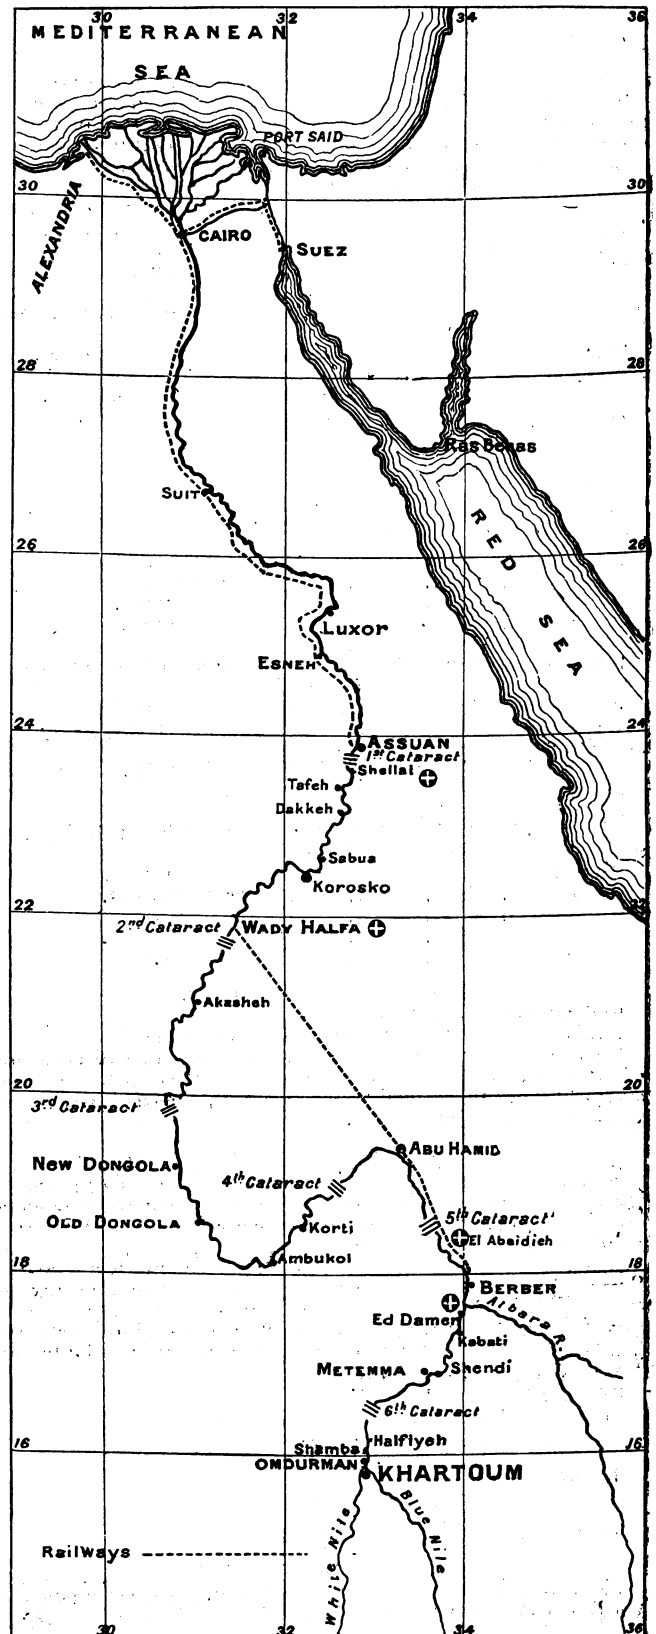 30 32 34 36
MEDITERRANEAN
SEA
PORT SAID
30 30
ALEXANDRIA
CAIRO
SUEZ
28 28
Ras Benas
SUIT
RED SEA
26 26
LUXOR
ESNEH
24 24
ASSUAN
1st Cataract
Shellal
Tafeh
Dakkeh
Sabua
Korosko
22 22
2nd Cataract
WADY HALFA
Akasheh
20 20
3rd Cataract
ABU HAMID
NEW DONGOLA
4th Cataract
OLD DONGOLA
Korti
5th Cataract
El Abaidieh
Ambukol
18 18
BERBER
Atbara R.
Ed Damer
Kabati
METEMMA
Shendi
6th Cataract
Halfiyeh
16 16
Shamba
OMDURMAN
KHARTOUM
White Nile
Blue Nile
Railways
30 32 34 36